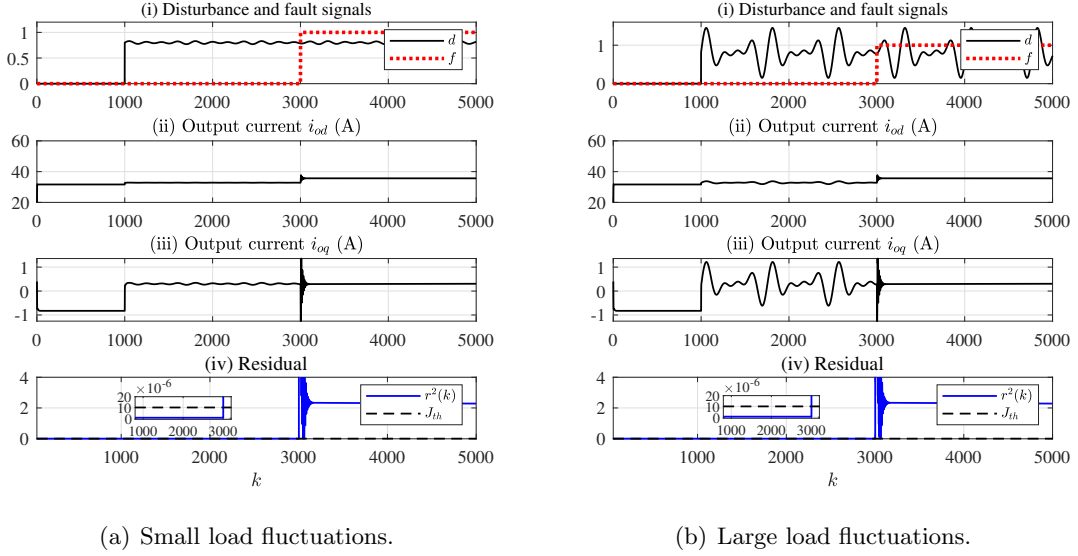 (i) Disturbance and fault signals
1
0.5
0
d
f
0 1000 2000 3000 4000 5000
(ii) Output current i_od (A)
60
40
20
0 1000 2000 3000 4000 5000
(iii) Output current i_oq (A)
1
0
-1
0 1000 2000 3000 4000 5000
(iv) Residual
4
2
0
×10^-6
20
10
0
1000 2000 3000
r²(k)
J_th
1000 2000 3000 4000 5000
k
(a) Small load fluctuations.
(i) Disturbance and fault signals
1
0
d
f
0 1000 2000 3000 4000 5000
(ii) Output current i_od (A)
60
40
20
0 1000 2000 3000 4000 5000
(iii) Output current i_oq (A)
1
0
-1
0 1000 2000 3000 4000 5000
(iv) Residual
4
2
0
×10^-6
20
10
0
1000 2000 3000
r²(k)
J_th
1000 2000 3000 4000 5000
k
(b) Large load fluctuations.